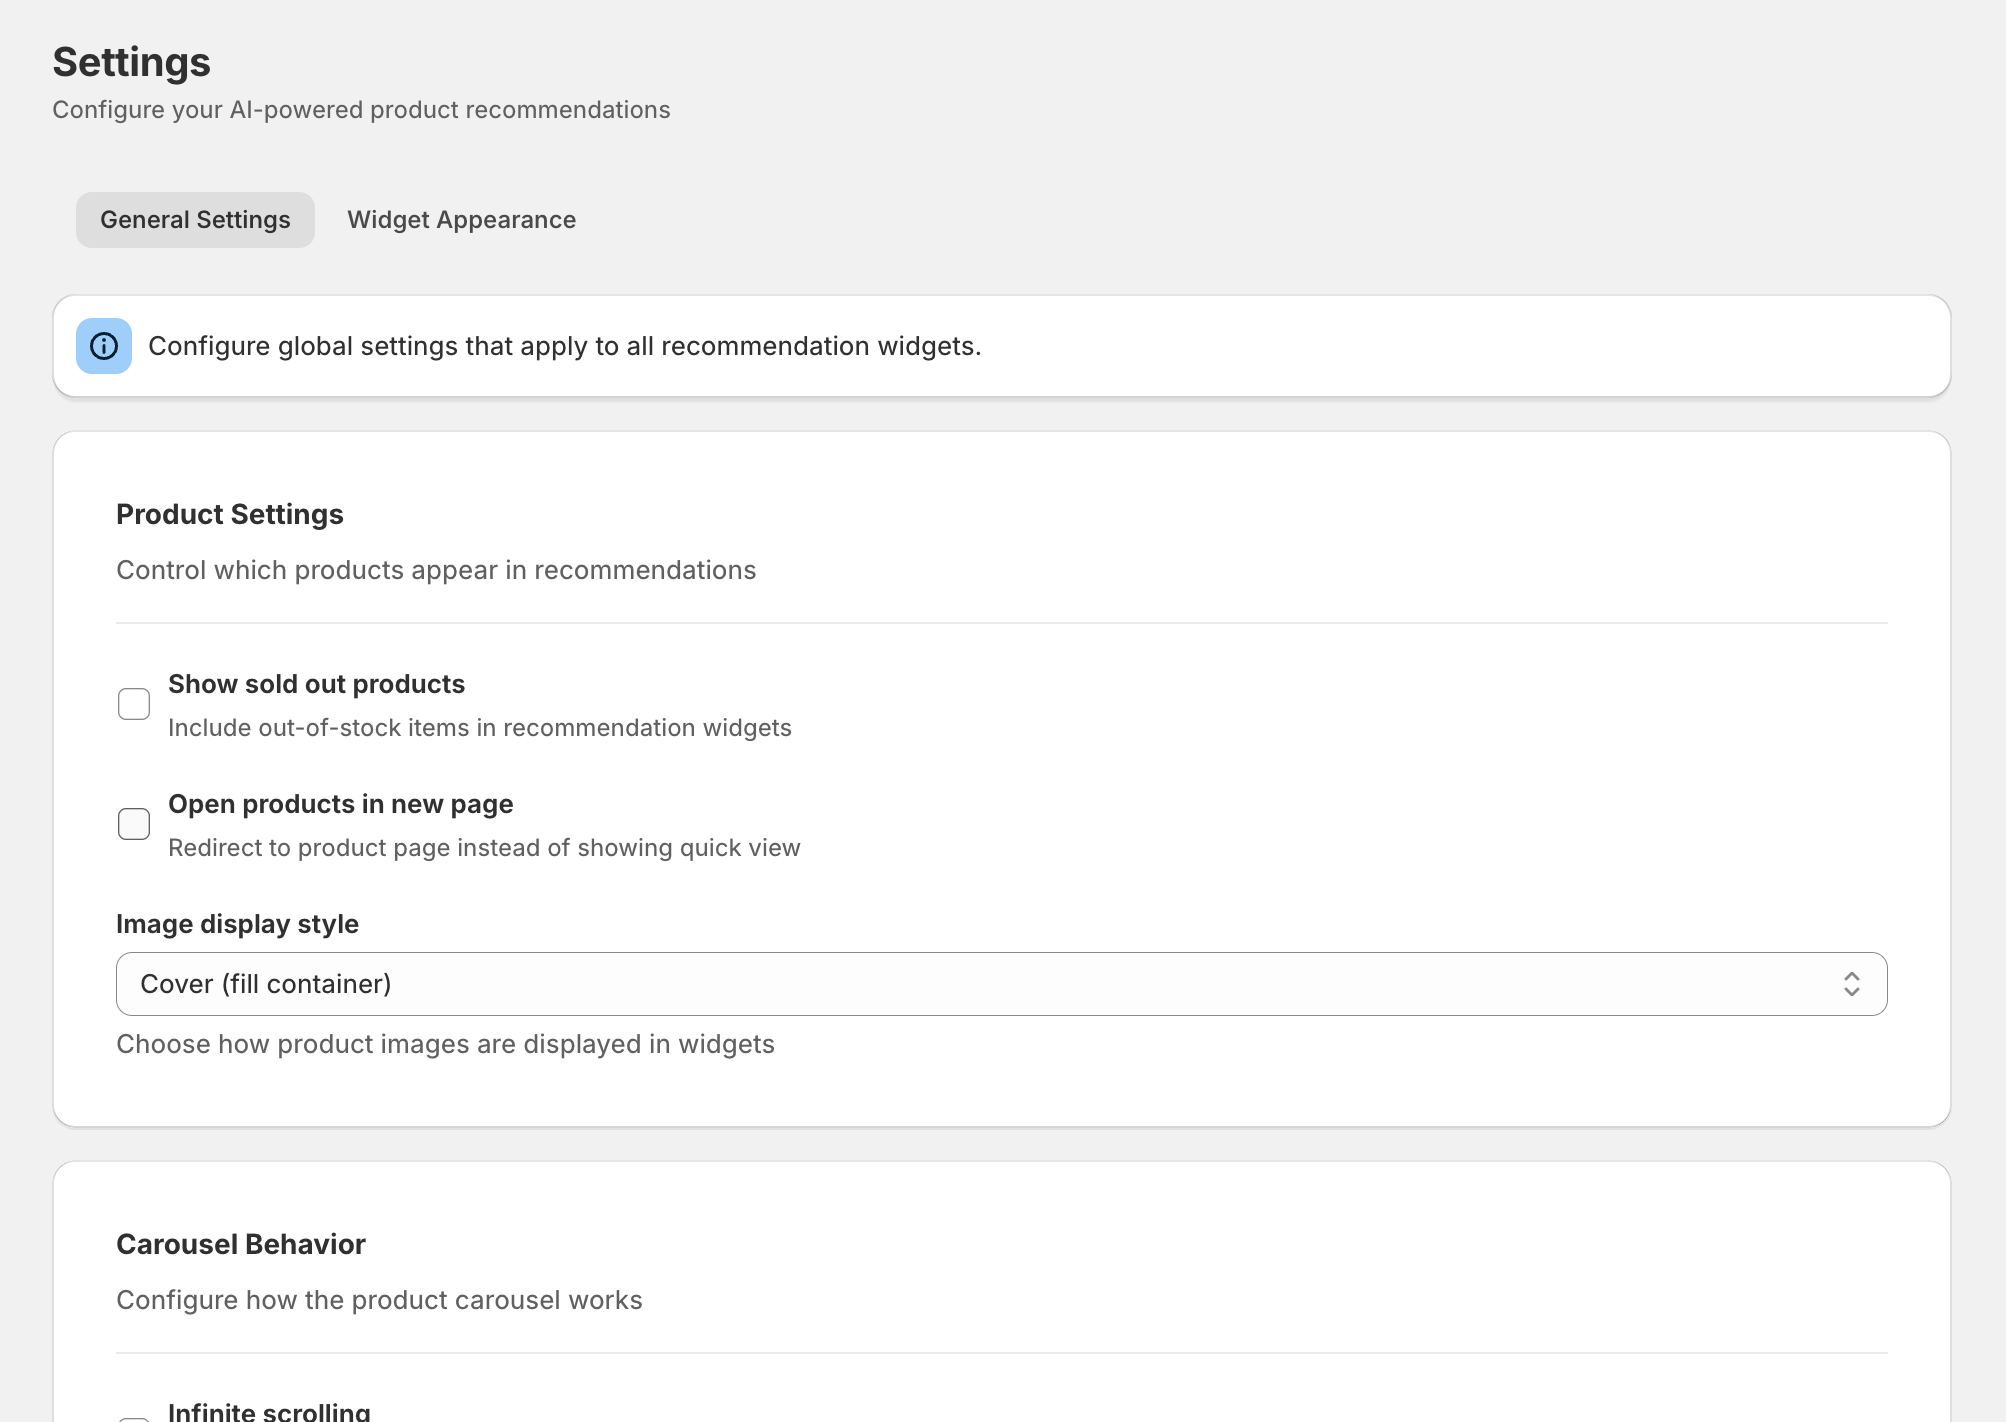 Settings
Configure your AI-powered product recommendations
General Settings
Widget Appearance
Configure global settings that apply to all recommendation widgets.
Product Settings
Control which products appear in recommendations
Show sold out products
Include out-of-stock items in recommendation widgets
Open products in new page
Redirect to product page instead of showing quick view
Image display style
Cover (fill container)
Choose how product images are displayed in widgets
Carousel Behavior
Configure how the product carousel works
Infinite scrolling